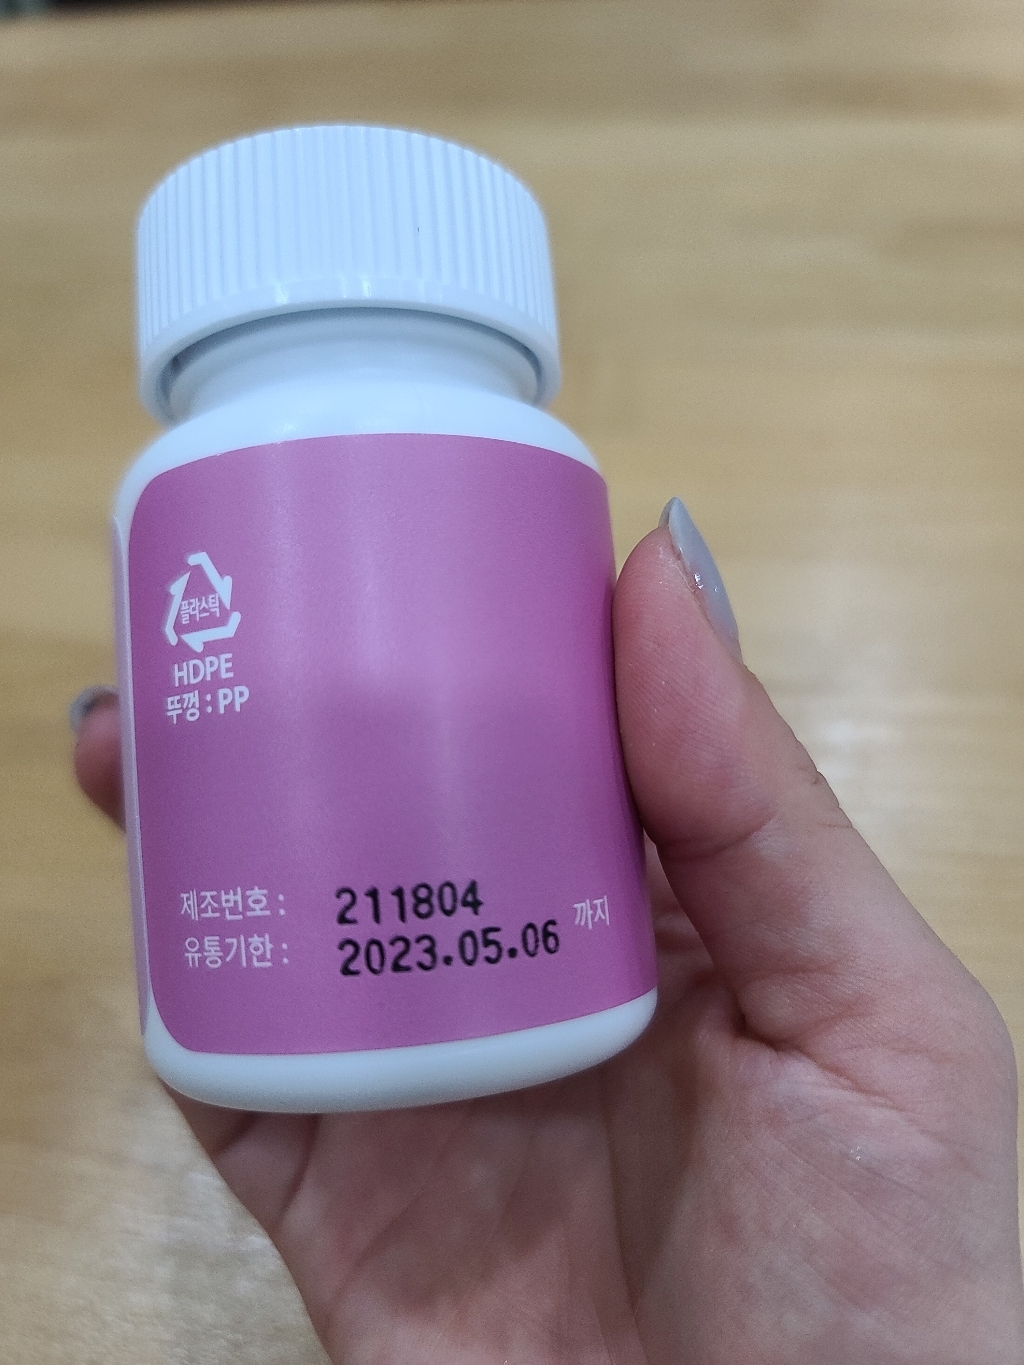 플라스틱
HDPE
뚜껑 : PP
제조번호 : 211804
유통기한 : 2023.05.06 까지